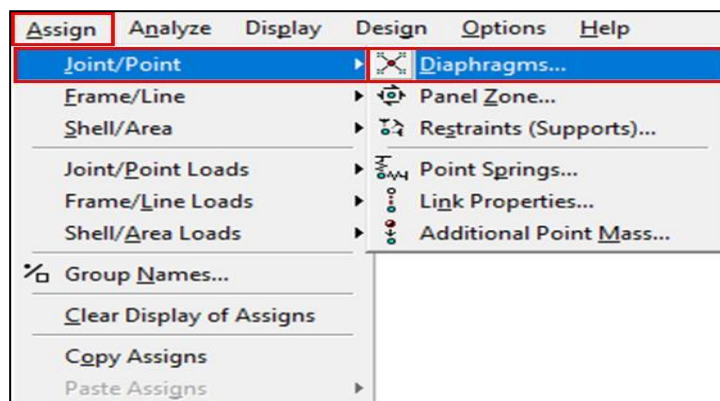 Assign Analyze Display Design Options Help
Joint/Point
Frame/Line
Shell/Area
Joint/Point Loads
Frame/Line Loads
Shell/Area Loads
Group Names...
Clear Display of Assigns
Copy Assigns
Paste Assigns
Diaphragms...
Panel Zone...
Restraints (Supports)...
Point Springs...
Link Properties...
Additional Point Mass...